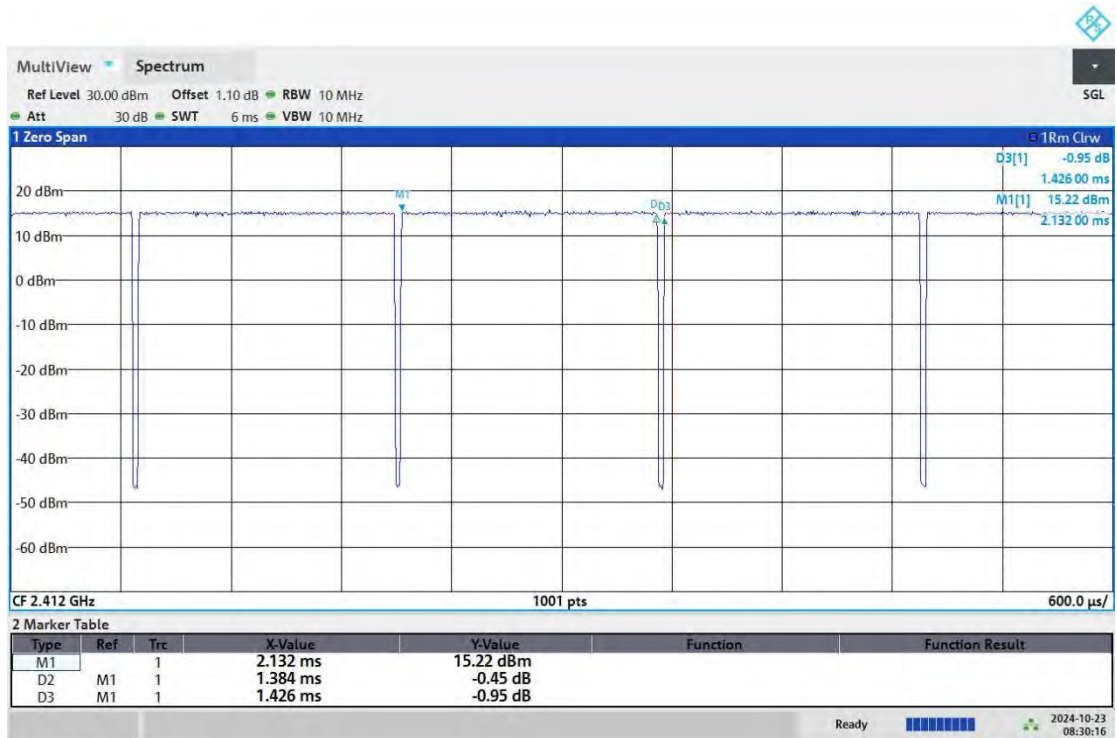 R S
MultiView Spectrum
Ref Level 30.00 dBm Offset 1.10 dB RBW 10 MHz SGL
Att 30 dB SWT 6 ms VBW 10 MHz
1 Zero Span 1Rm Clrw
D3[1] -0.95 dB
1.426 00 ms
20 dBm M1 M1[1] 15.22 dBm
D D3
2.132 00 ms
10 dBm
0 dBm
-10 dBm
-20 dBm
-30 dBm
-40 dBm
-50 dBm
-60 dBm
CF 2.412 GHz 1001 pts 600.0 µs/
2 Marker Table
Type Ref Trc X-Value Y-Value Function Function Result
M1 1 2.132 ms 15.22 dBm
D2 M1 1 1.384 ms -0.45 dB
D3 M1 1 1.426 ms -0.95 dB
Ready 2024-10-23
08:30:16